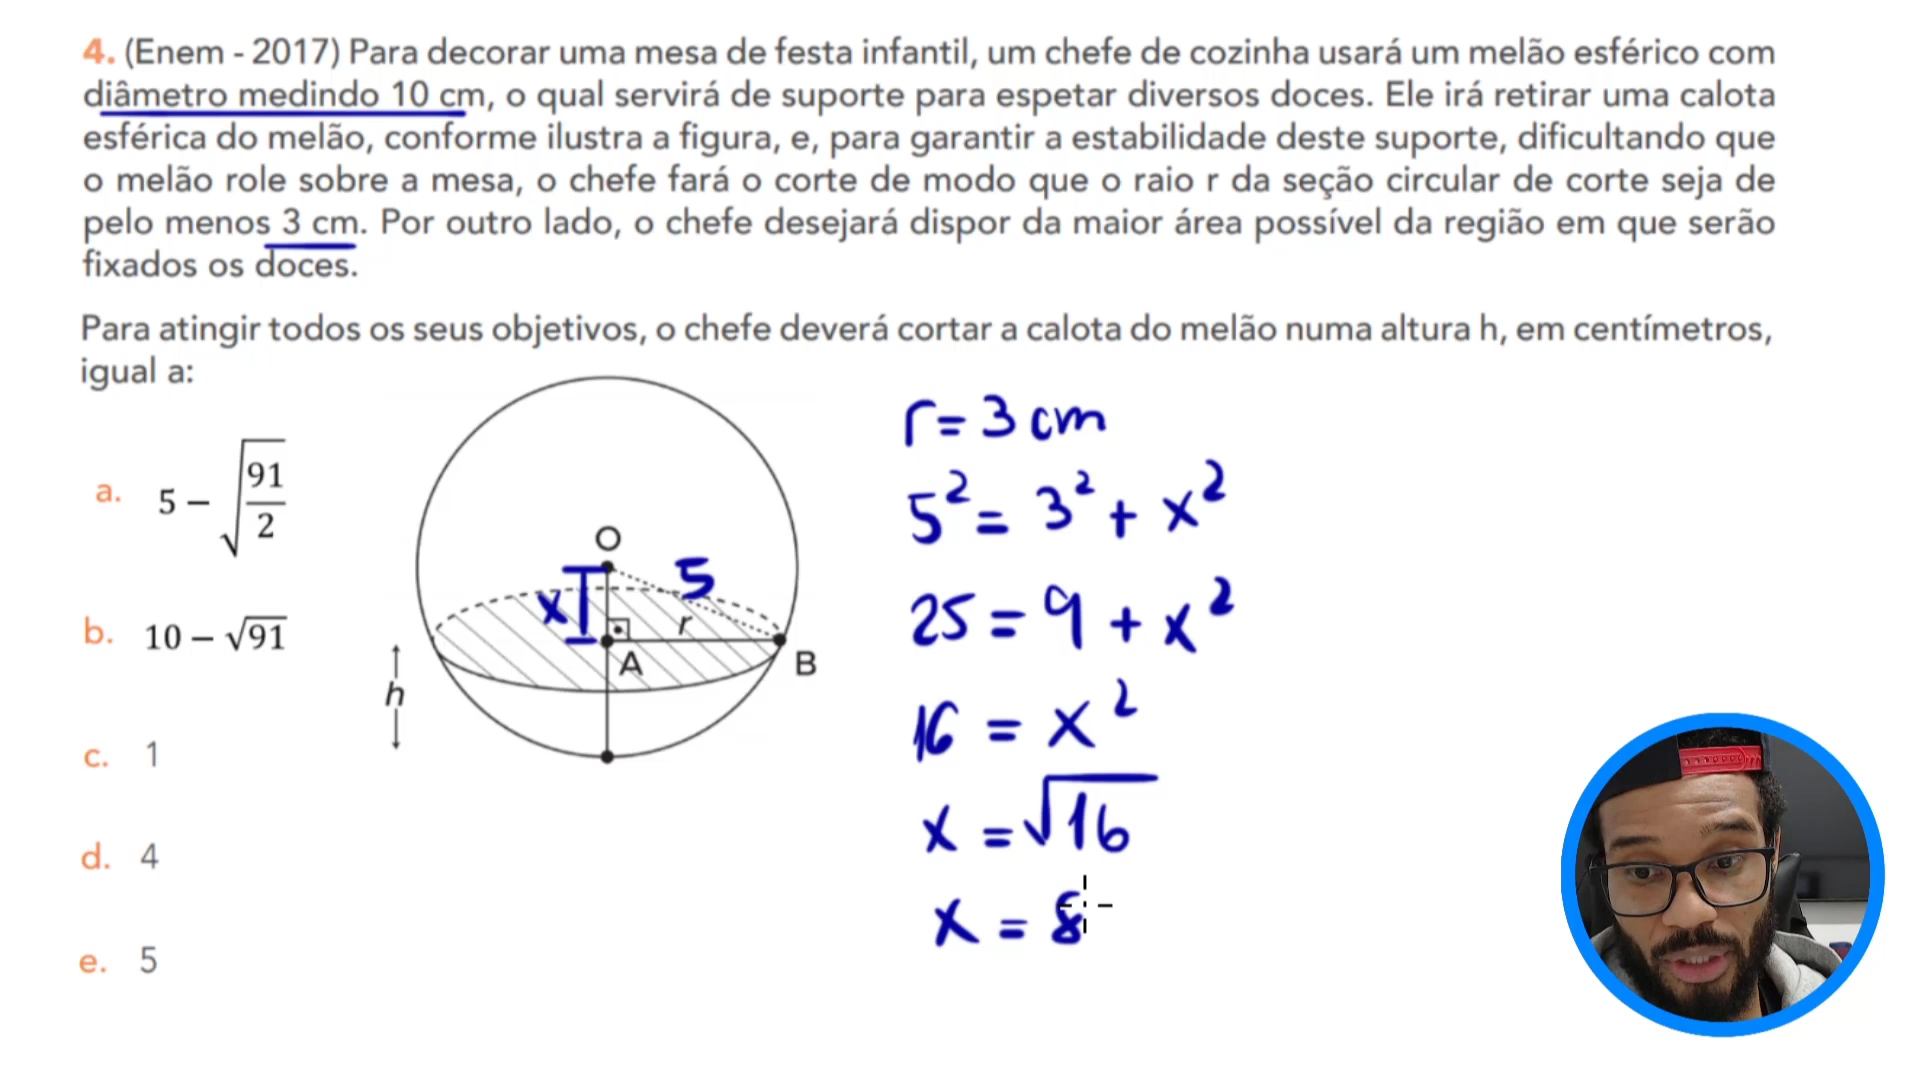 4. (Enem - 2017) Para decorar uma mesa de festa infantil, um chefe de cozinha usará um melão esférico com
diâmetro medindo 10 cm, o qual servirá de suporte para espetar diversos doces. Ele irá retirar uma calota
esférica do melão, conforme ilustra a figura, e, para garantir a estabilidade deste suporte, dificultando que
o melão role sobre a mesa, o chefe fará o corte de modo que o raio r da seção circular de corte seja de
pelo menos 3 cm. Por outro lado, o chefe desejará dispor da maior área possível da região em que serão
fixados os doces.
Para atingir todos os seus objetivos, o chefe deverá cortar a calota do melão numa altura h, em centímetros,
igual a:
a. 5 − √(91/2)
b. 10 − √91
c. 1
d. 4
e. 5
O
5
x
r
A
B
h
r = 3 cm
5² = 3² + x²
25 = 9 + x²
16 = x²
x = √16
x = 8